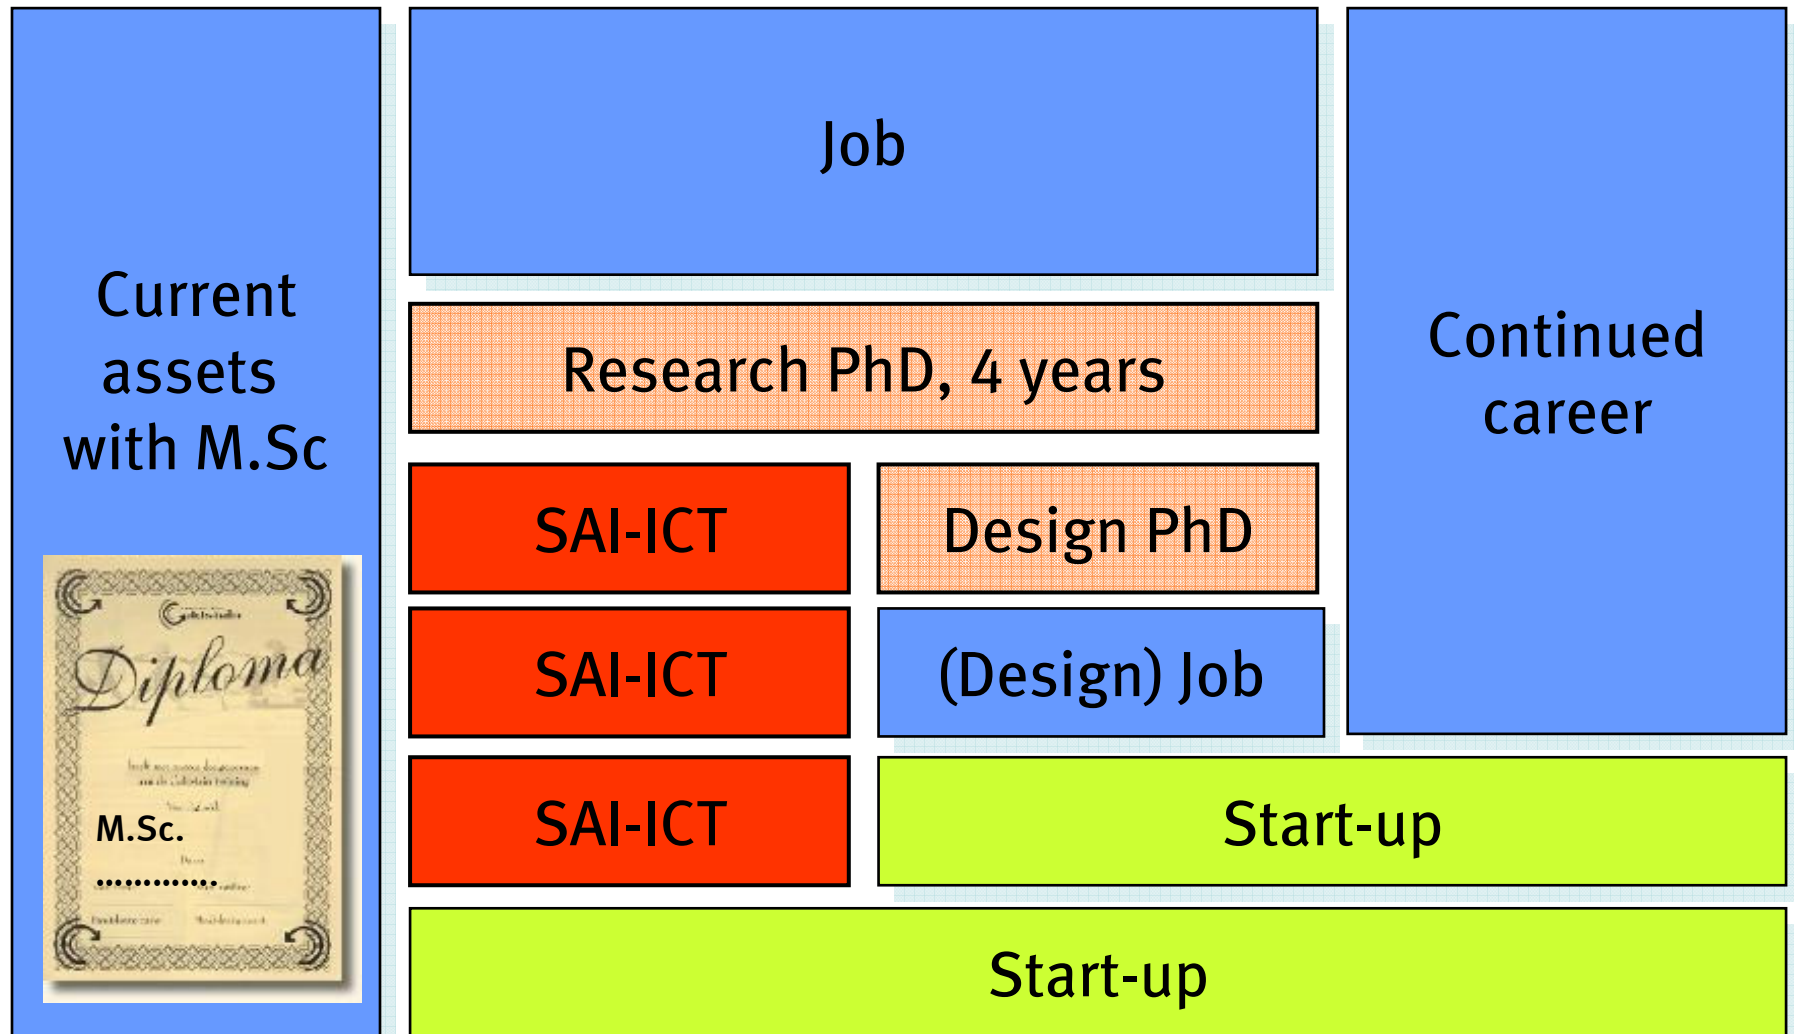 Current
assets
with M.Sc
Diploma
M.Sc.
.............
Job
Research PhD, 4 years
SAI-ICT
Design PhD
SAI-ICT
(Design) Job
SAI-ICT
Start-up
Start-up
Continued
career